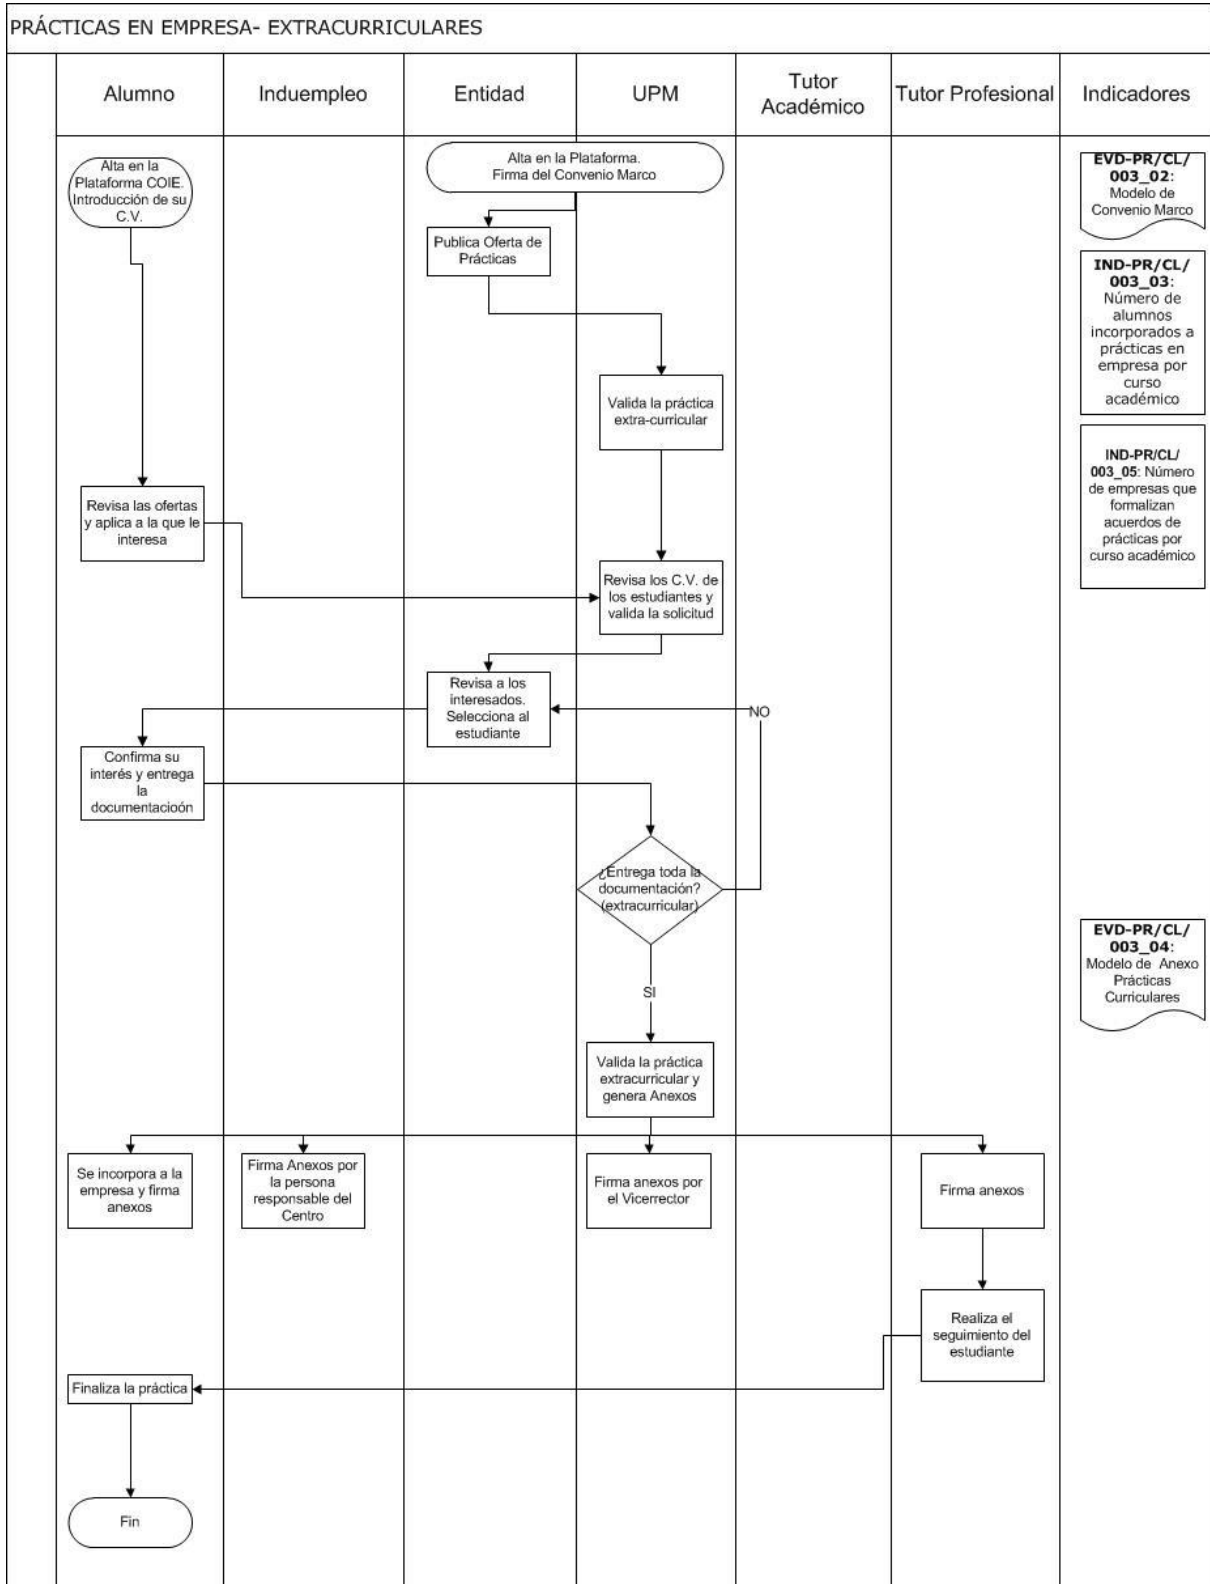 PRÁCTICAS EN EMPRESA- EXTRACURRICULARES
Alumno
Induempleo
Entidad
UPM
Tutor
Académico
Tutor Profesional
Indicadores
Alta en la
Plataforma COIE.
Introducción de su
C.V.
Alta en la Plataforma.
Firma del Convenio Marco
EVD-PR/CL/
003_02:
Modelo de
Convenio Marco
Publica Oferta de
Prácticas
IND-PR/CL/
003_03:
Número de
alumnos
incorporados a
prácticas en
empresa por
curso
académico
Valida la práctica
extra-curricular
IND-PR/CL/
003_05: Número
de empresas que
formalizan
acuerdos de
prácticas por
curso académico
Revisa las ofertas
y aplica a la que le
interesa
Revisa los C.V. de
los estudiantes y
valida la solicitud
Revisa a los
interesados.
Selecciona al
estudiante
NO
Confirma su
interés y entrega
la
documentacioón
¿Entrega toda la
documentación?
(extracurricular)
SI
EVD-PR/CL/
003_04:
Modelo de Anexo
Prácticas
Curriculares
Valida la práctica
extracurricular y
genera Anexos
Se incorpora a la
empresa y firma
anexos
Firma Anexos por
la persona
responsable del
Centro
Firma anexos por
el Vicerrector
Firma anexos
Realiza el
seguimiento del
estudiante
Finaliza la práctica
Fin